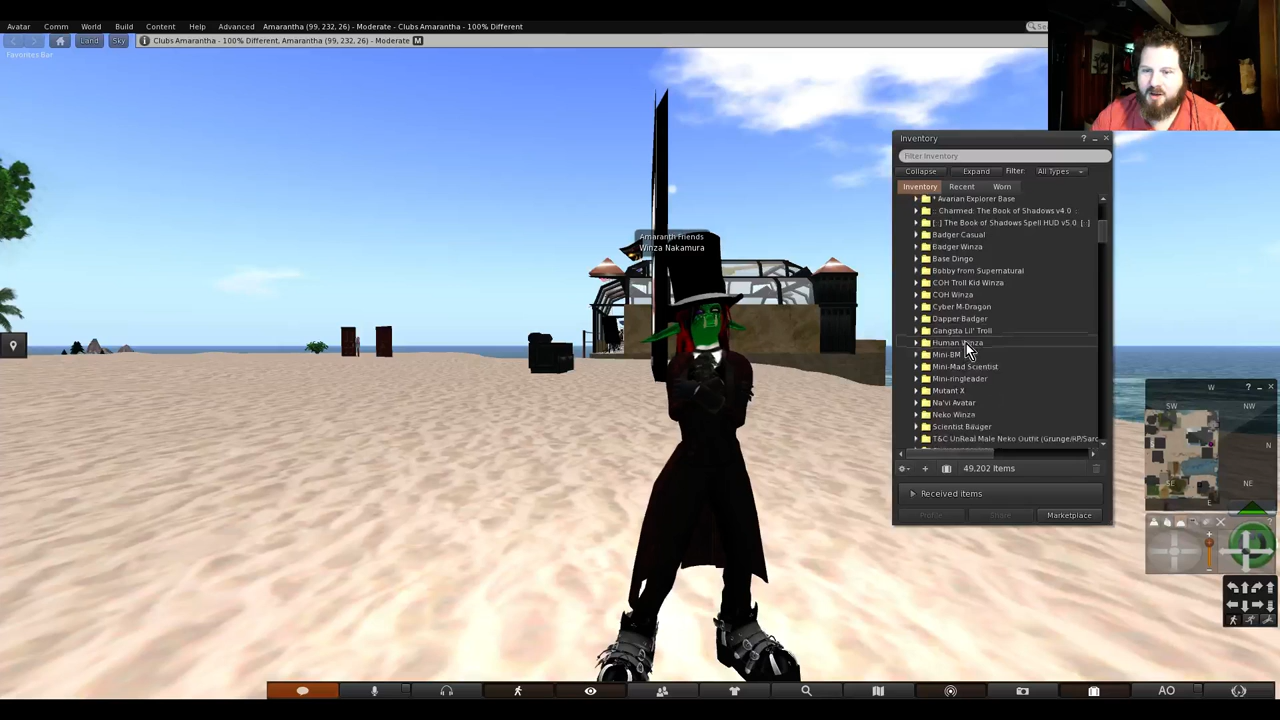 Avatar Comm World Build Content Help Advanced Amarantha (99, 232, 26) - Moderate - Clubs Amarantha - 100% Different
Land Sky Clubs Amarantha - 100% Different, Amarantha (99, 232, 26) - Moderate M
Favorites Bar
Inventory
Filter Inventory
Collapse Expand Filter: All Types
Inventory Recent Worn
* Avarian Explorer Base
:: Charmed: The Book of Shadows v4.0 :
[::] The Book of Shadows Spell HUD v5.0 [::]
Badger Casual
Badger Winza
Base Dingo
Bobby from Supernatural
COH Troll Kid Winza
COH Winza
Cyber M-Dragon
Dapper Badger
Gangsta Lil' Troll
Human Winza
Mini-BM
Mini-Mad Scientist
Mini-ringleader
Mutant X
Na'vi Avatar
Neko Winza
Scientist Badger
T&C UnReal Male Neko Outfit (Grunge/RP/Sarc
49,202 Items
Received items
Profile Share Marketplace
Amaranth Friends
Winza Nakamura
W
SW NW
N
SE NE
E
AO